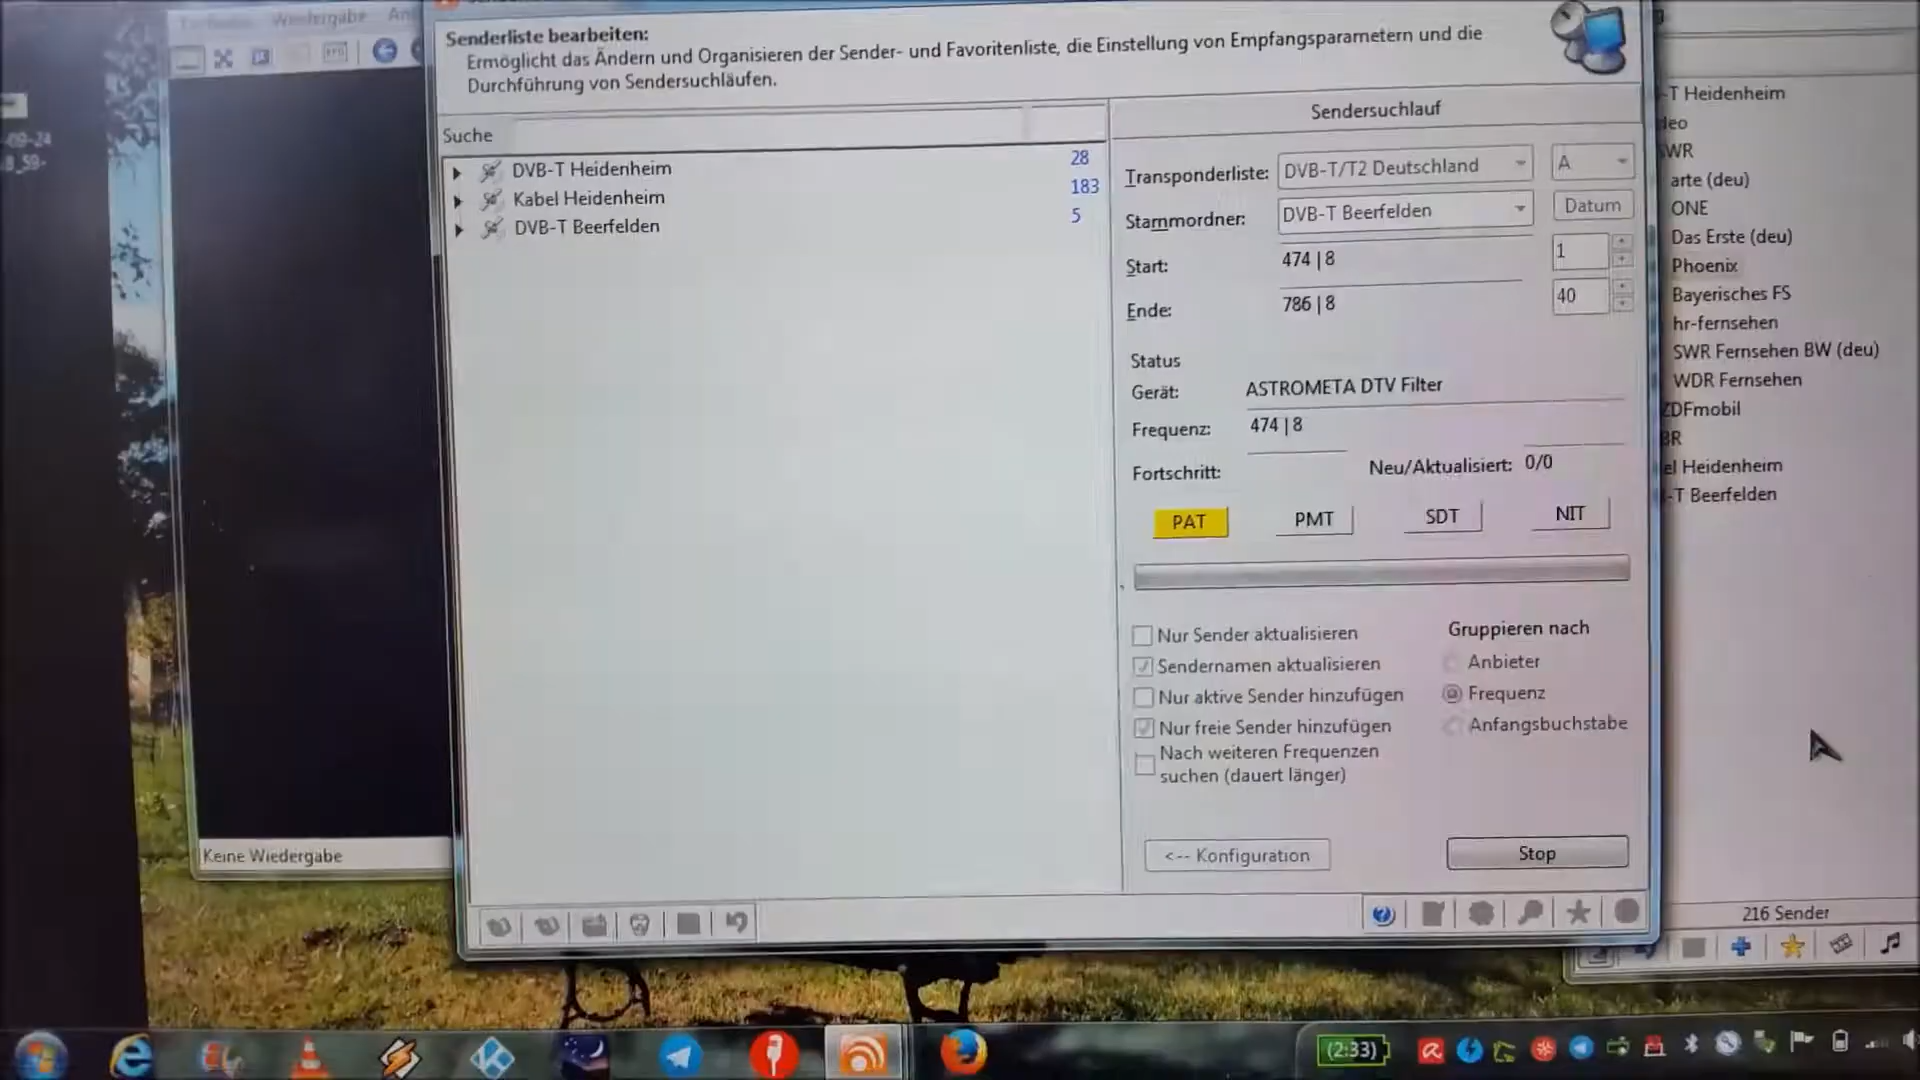 Wiedergabe
09-24
8_59-
Keine Wiedergabe
Senderliste bearbeiten:
Ermöglicht das Ändern und Organisieren der Sender- und Favoritenliste, die Einstellung von Empfangsparametern und die
Durchführung von Sendersuchläufen.
Suche
DVB-T Heidenheim 28
Kabel Heidenheim 183
DVB-T Beerfelden 5
Sendersuchlauf
Transponderliste: DVB-T/T2 Deutschland A
Stammordner: DVB-T Beerfelden Datum
Start: 474 | 8 1
Ende: 786 | 8 40
Status
Gerät: ASTROMETA DTV Filter
Frequenz: 474 | 8
Fortschritt: Neu/Aktualisiert: 0/0
PAT PMT SDT NIT
Nur Sender aktualisieren
Sendernamen aktualisieren
Nur aktive Sender hinzufügen
Nur freie Sender hinzufügen
Nach weiteren Frequenzen
suchen (dauert länger)
Gruppieren nach
Anbieter
Frequenz
Anfangsbuchstabe
<-- Konfiguration Stop
-T Heidenheim
deo
SWR
arte (deu)
ONE
Das Erste (deu)
Phoenix
Bayerisches FS
hr-fernsehen
SWR Fernsehen BW (deu)
WDR Fernsehen
ZDFmobil
BR
el Heidenheim
-T Beerfelden
216 Sender
(2:33)